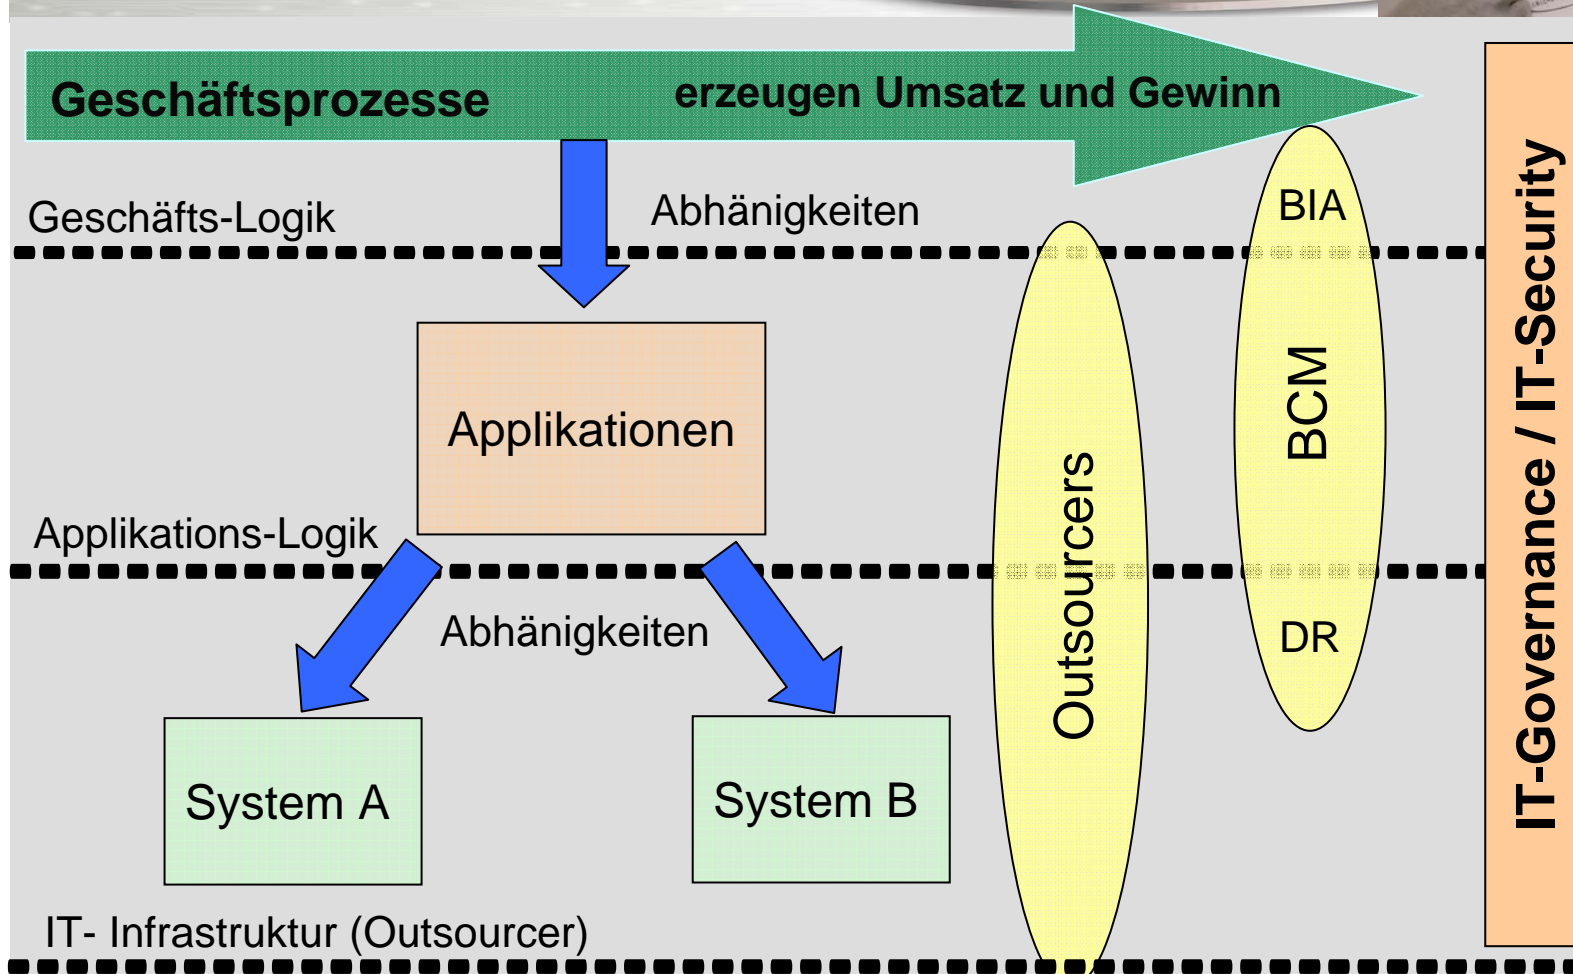 Geschäftsprozesse
erzeugen Umsatz und Gewinn
Geschäfts-Logik
Abhänigkeiten
BIA
Applikationen
BCM
IT-Governance / IT-Security
Outsourcers
Applikations-Logik
Abhänigkeiten
DR
System A
System B
IT- Infrastruktur (Outsourcer)